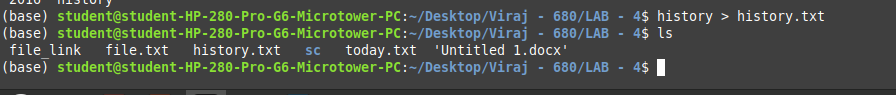 2010 history
(base) student@student-HP-280-Pro-G6-Microtower-PC:~/Desktop/Viraj - 680/LAB - 4$ history > history.txt
(base) student@student-HP-280-Pro-G6-Microtower-PC:~/Desktop/Viraj - 680/LAB - 4$ ls
file_link file.txt history.txt sc today.txt 'Untitled 1.docx'
(base) student@student-HP-280-Pro-G6-Microtower-PC:~/Desktop/Viraj - 680/LAB - 4$